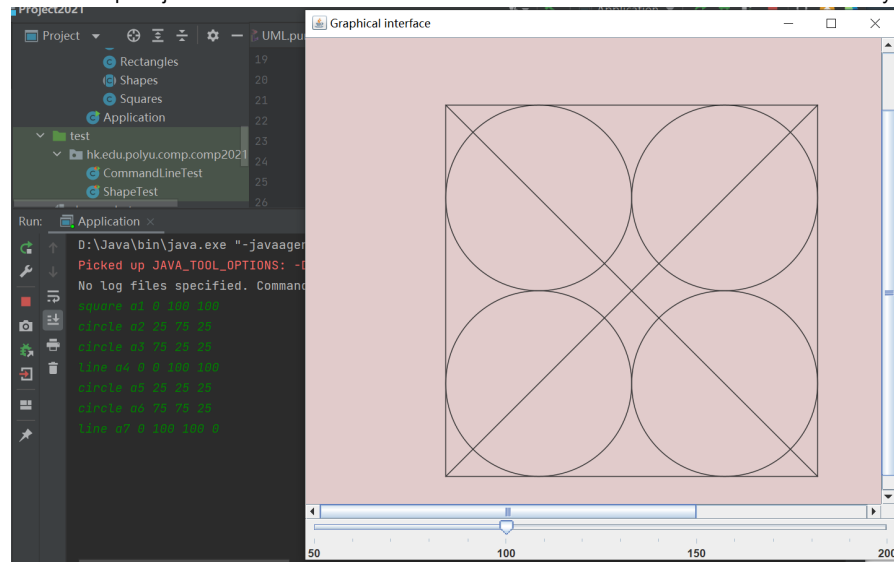 Project2021
Project
UML.pu
Graphical interface
Rectangles
Shapes
Squares
Application
test
hk.edu.polyu.comp.comp2021
CommandLineTest
ShapeTest
19
20
21
22
23
24
25
26
Run: Application
D:\Java\bin\java.exe "-javaager
Picked up JAVA_TOOL_OPTIONS: -D
No log files specified. Command
square a1 0 100 100
circle a2 25 75 25
circle a3 75 25 25
line a4 0 0 100 100
circle a5 25 25 25
circle a6 75 75 25
line a7 0 100 100 0
50 100 150 200